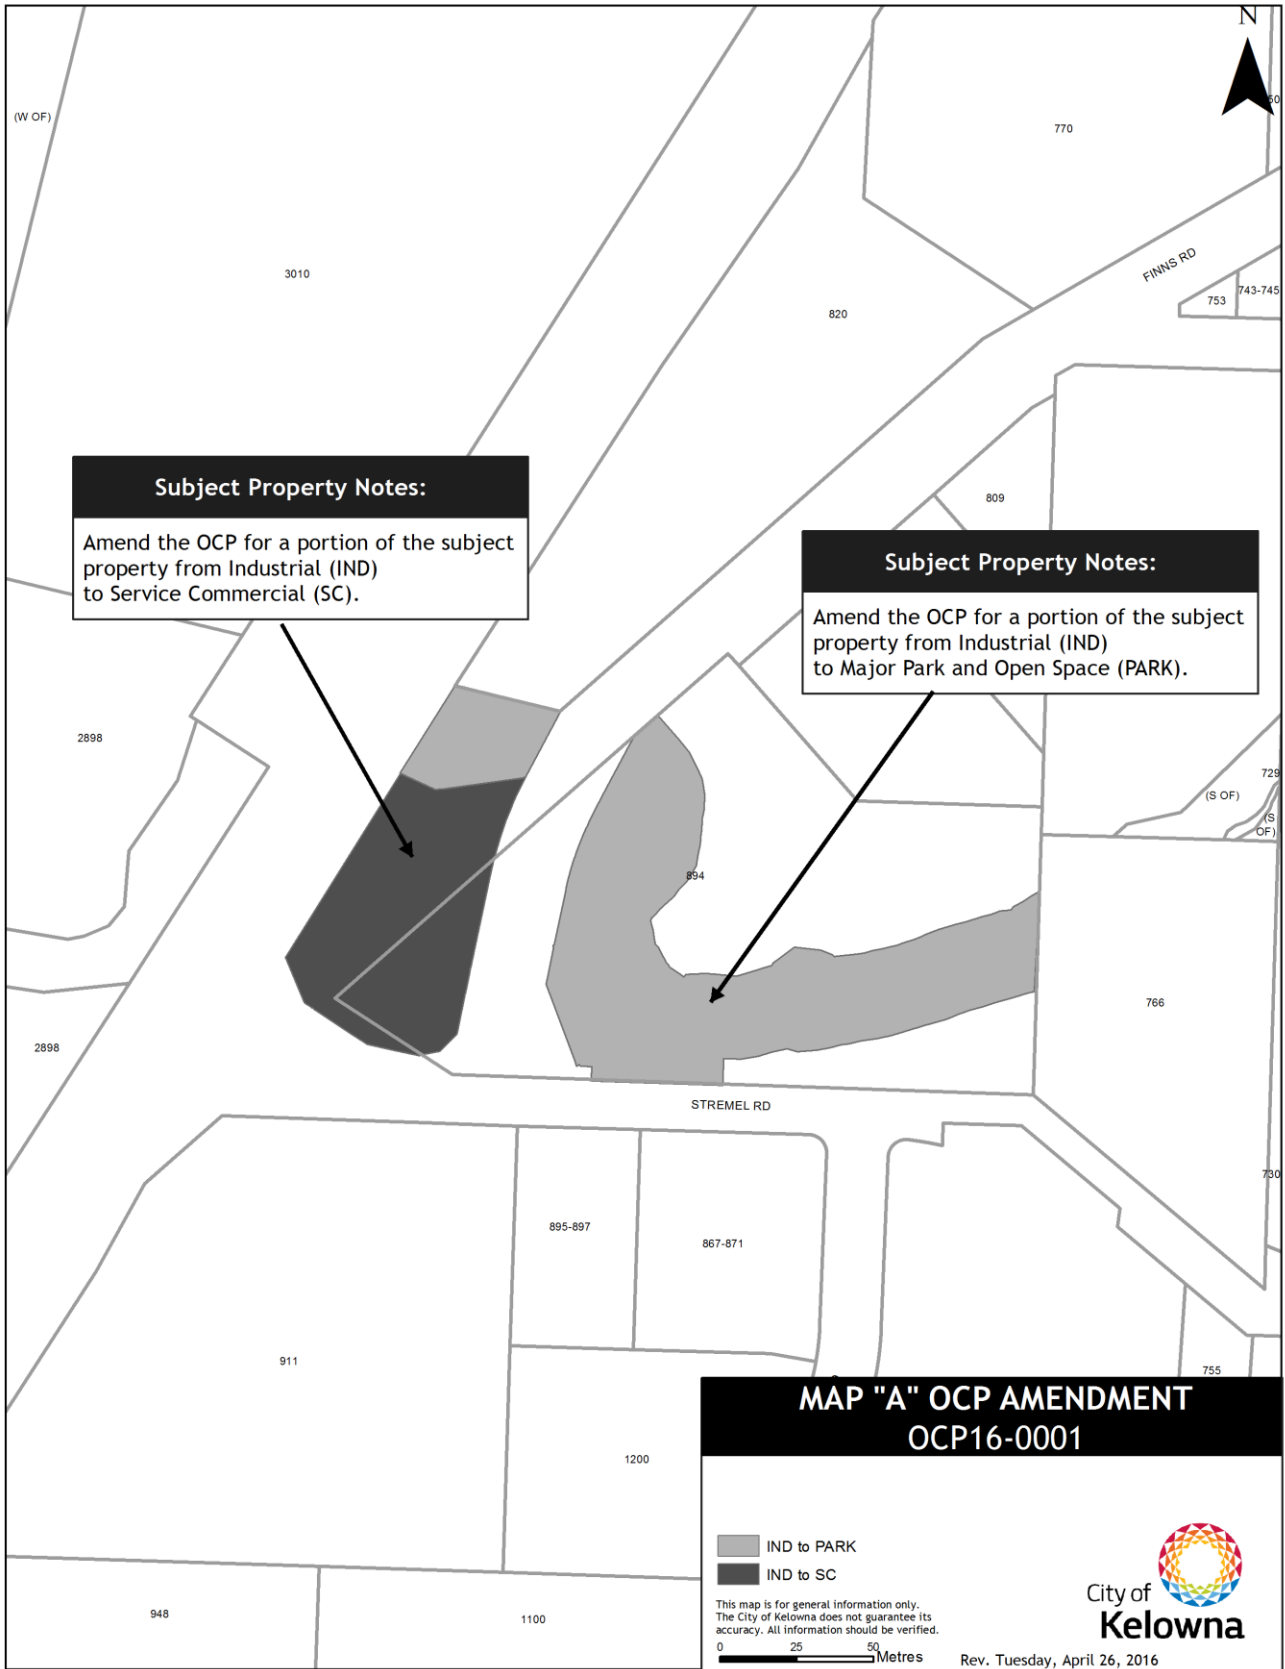 N
(W OF)
50
770
3010
FINNS RD
820
753
743-745
Subject Property Notes:
Amend the OCP for a portion of the subject
property from Industrial (IND)
to Service Commercial (SC).
809
Subject Property Notes:
Amend the OCP for a portion of the subject
property from Industrial (IND)
to Major Park and Open Space (PARK).
2898
729
(S OF)
(S
OF)
894
766
2898
STREMEL RD
730
895-897
867-871
911
755
MAP "A" OCP AMENDMENT
OCP16-0001
1200
IND to PARK
IND to SC
This map is for general information only.
The City of Kelowna does not guarantee its
accuracy. All information should be verified.
0 25 50 Metres
City of
Kelowna
Rev. Tuesday, April 26, 2016
948
1100